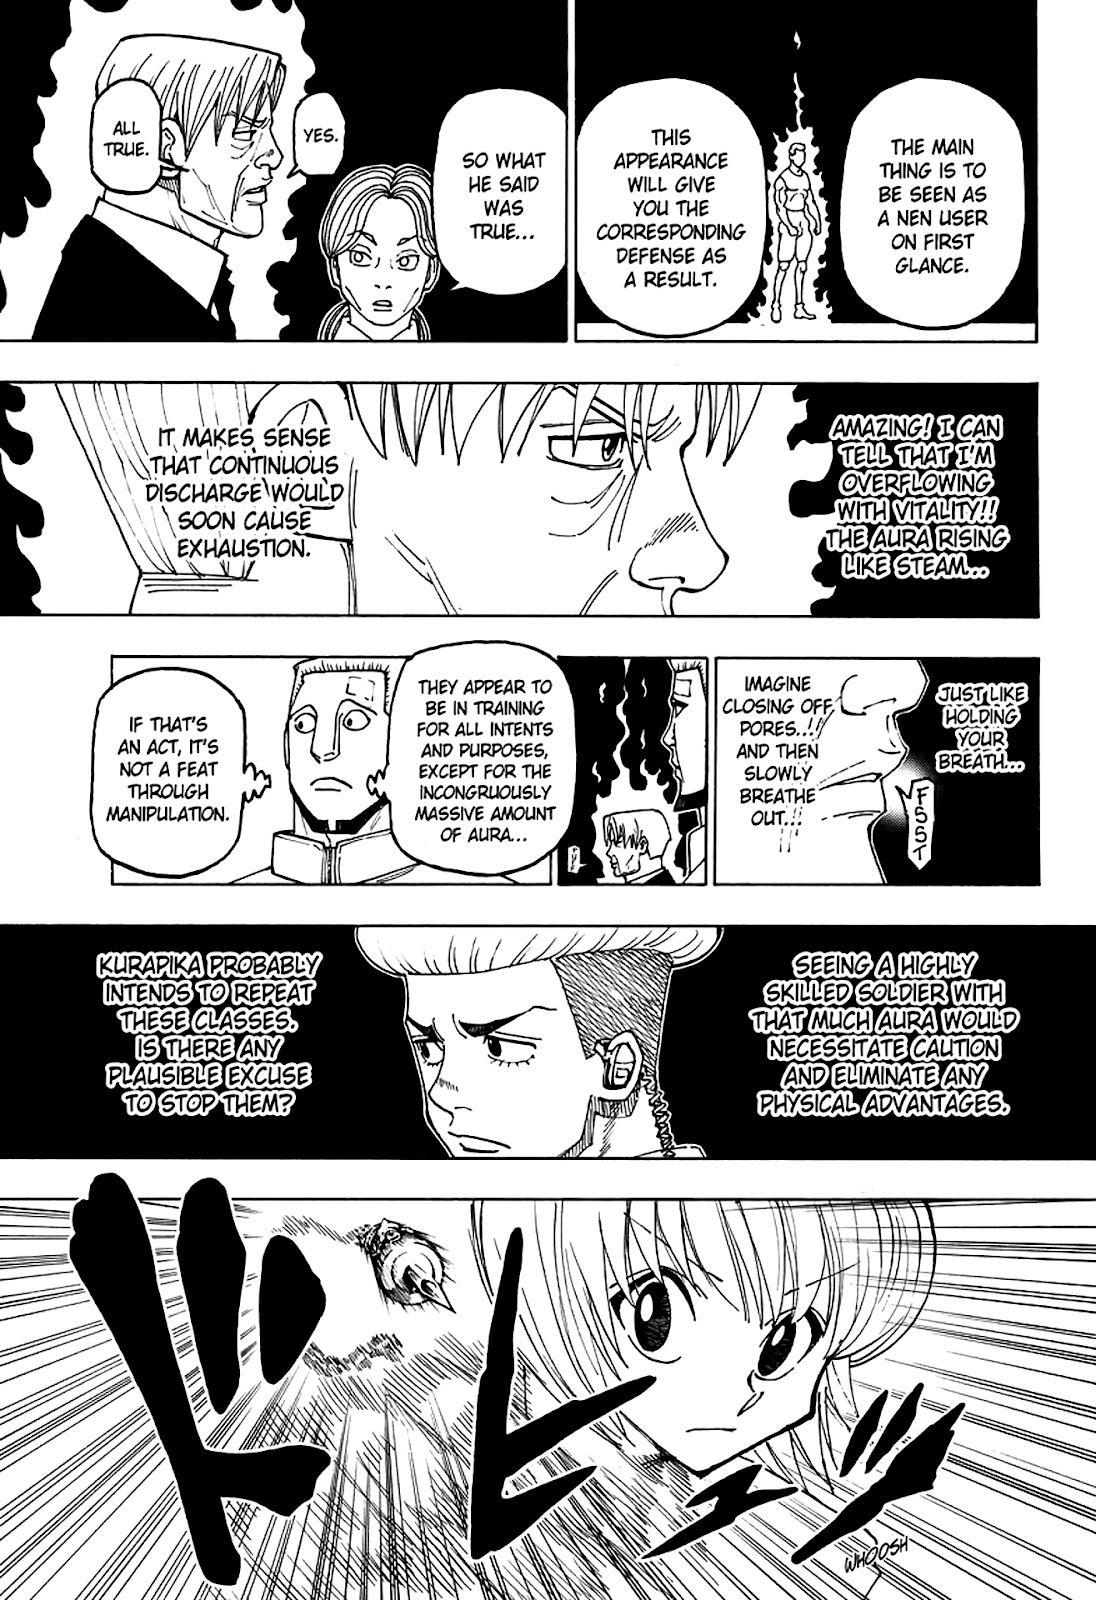 THE MAIN
THING IS TO
BE SEEN AS
A NEN USER
ON FIRST
GLANCE.
THIS
APPEARANCE
WILL GIVE
YOU THE
CORRESPONDING
DEFENSE AS
A RESULT.
SO WHAT
HE SAID
WAS
TRUE...
YES.
ALL
TRUE.
AMAZING! I CAN
TELL THAT I'M
OVERFLOWING
WITH VITALITY!!
THE AURA RISING
LIKE STEAM...
IT MAKES SENSE
THAT CONTINUOUS
DISCHARGE WOULD
SOON CAUSE
EXHAUSTION.
JUST LIKE
HOLDING
YOUR
BREATH...
FSST
IMAGINE
CLOSING OFF
PORES..!!
AND THEN
SLOWLY
BREATHE
OUT..!
THEY APPEAR TO
BE IN TRAINING
FOR ALL INTENTS
AND PURPOSES,
EXCEPT FOR THE
INCONGRUOUSLY
MASSIVE AMOUNT
OF AURA...
IF THAT'S
AN ACT, IT'S
NOT A FEAT
THROUGH
MANIPULATION.
SEEING A HIGHLY
SKILLED SOLDIER WITH
THAT MUCH AURA WOULD
NECESSITATE CAUTION
AND ELIMINATE ANY
PHYSICAL ADVANTAGES.
KURAPIKA PROBABLY
INTENDS TO REPEAT
THESE CLASSES.
IS THERE ANY
PLAUSIBLE EXCUSE
TO STOP THEM?
ドピュッ
WHOOSH